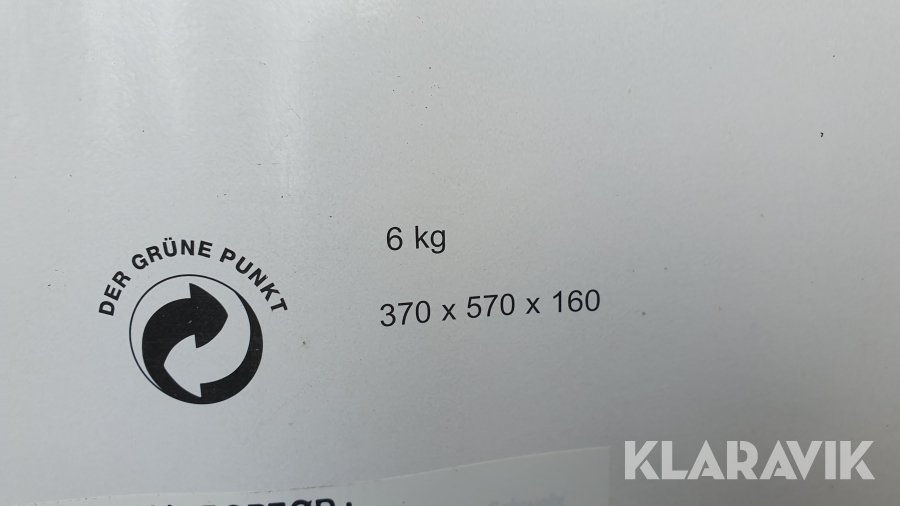 DER GRÜNE PUNKT
6 kg
370 x 570 x 160
KLARAVIK